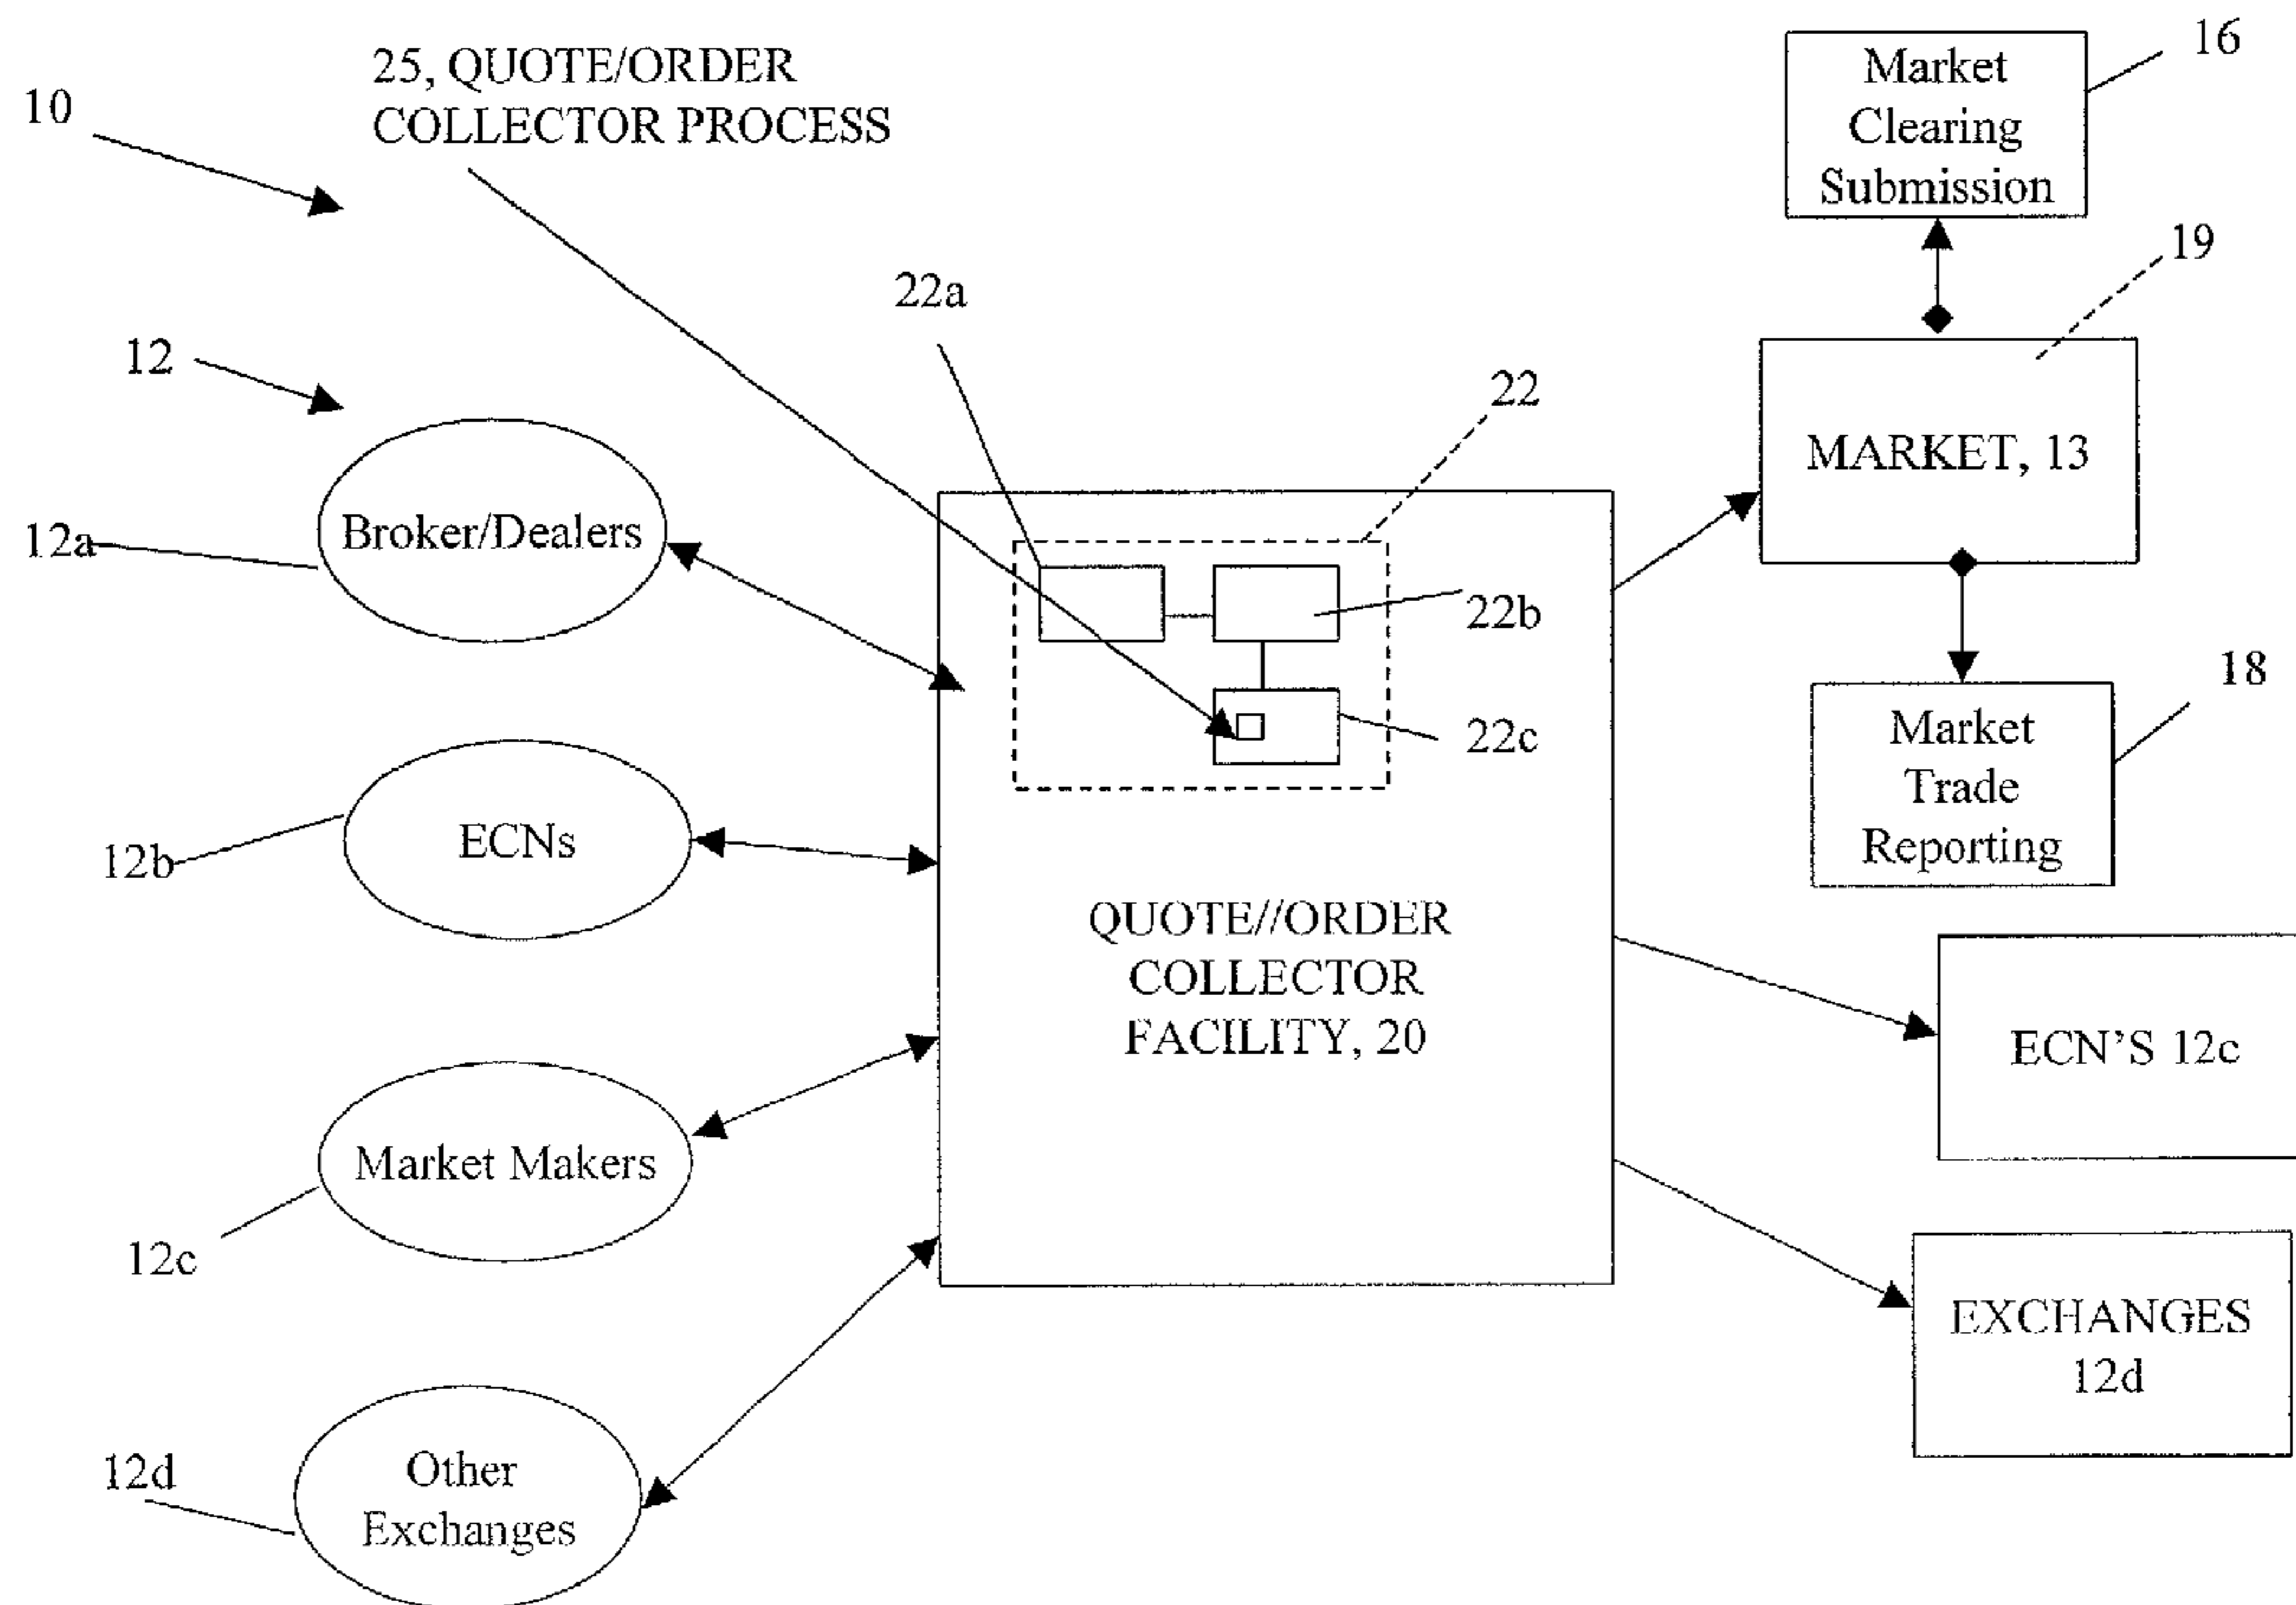 10
25, QUOTE/ORDER
COLLECTOR PROCESS
12
22a
22
16
Market
Clearing
Submission
19
MARKET, 13
12a
Broker/Dealers
22b
22c
18
Market
Trade
Reporting
12b
ECNs
QUOTE//ORDER
COLLECTOR
FACILITY, 20
ECN'S 12c
12c
Market Makers
EXCHANGES
12d
12d
Other
Exchanges